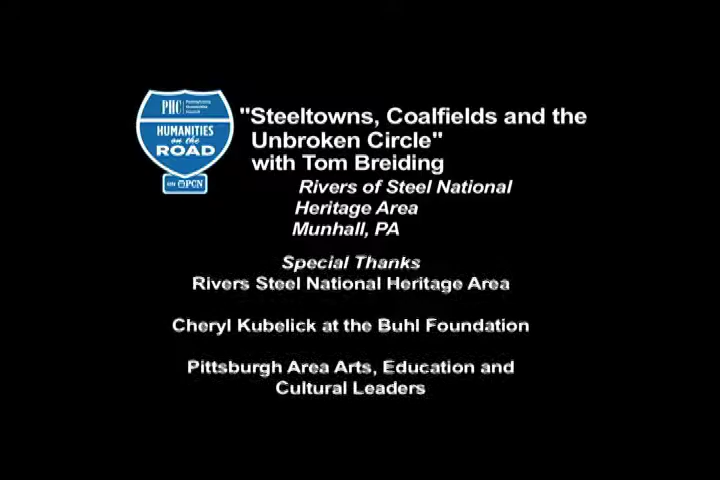 PHC Pennsylvania
Humanities
Council
HUMANITIES
on the
ROAD
ON PCN
"Steeltowns, Coalfields and the
Unbroken Circle"
with Tom Breiding
Rivers of Steel National
Heritage Area
Munhall, PA
Special Thanks
Rivers Steel National Heritage Area
Cheryl Kubelick at the Buhl Foundation
Pittsburgh Area Arts, Education and
Cultural Leaders